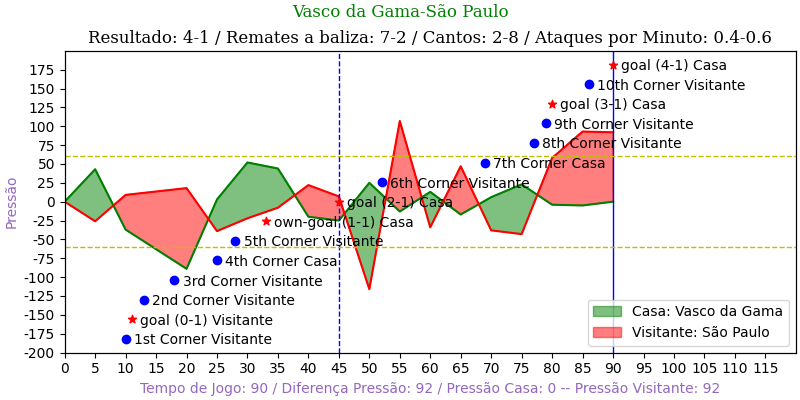 Vasco da Gama-São Paulo
Resultado: 4-1 / Remates a baliza: 7-2 / Cantos: 2-8 / Ataques por Minuto: 0.4-0.6
Pressão
175
150
125
100
75
50
25
0
-25
-50
-75
-100
-125
-150
-175
-200
goal (4-1) Casa
10th Corner Visitante
goal (3-1) Casa
9th Corner Visitante
8th Corner Visitante
7th Corner Casa
6th Corner Visitante
goal (2-1) Casa
own-goal (1-1) Casa
5th Corner Visitante
4th Corner Casa
3rd Corner Visitante
2nd Corner Visitante
goal (0-1) Visitante
1st Corner Visitante
Casa: Vasco da Gama
Visitante: São Paulo
0 5 10 15 20 25 30 35 40 45 50 55 60 65 70 75 80 85 90 95 100 105 110 115
Tempo de Jogo: 90 / Diferença Pressão: 92 / Pressão Casa: 0 -- Pressão Visitante: 92